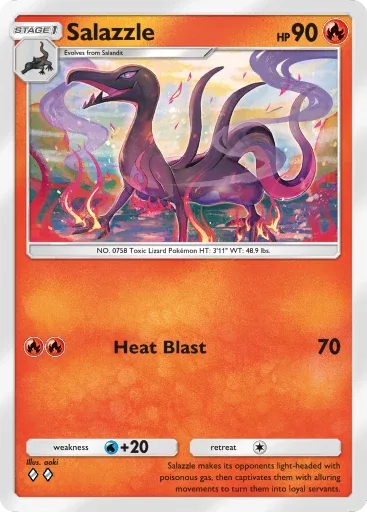 STAGE 1
Salazzle
HP 90
Evolves from Salandit
NO. 0758 Toxic Lizard Pokémon HT: 3'11" WT: 48.9 lbs.
Heat Blast 70
weakness +20 retreat
Illus. aoki
Salazzle makes its opponents light-headed with
poisonous gas, then captivates them with alluring
movements to turn them into loyal servants.